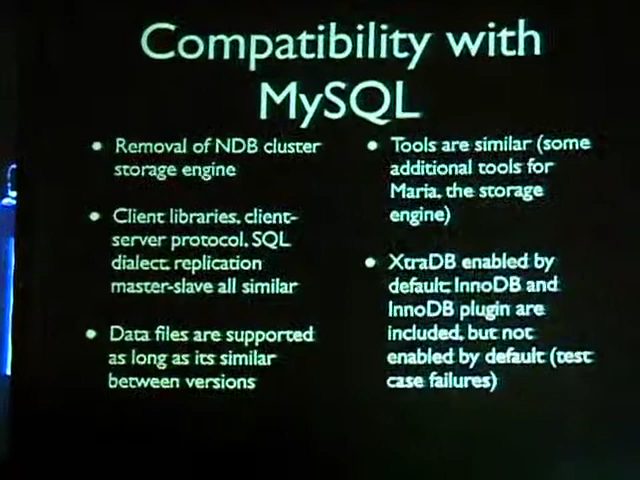 Compatibility with
MySQL
• Removal of NDB cluster
storage engine
• Client libraries, client-
server protocol, SQL
dialect, replication
master-slave all similar
• Data files are supported
as long as its similar
between versions
• Tools are similar (some
additional tools for
Maria, the storage
engine)
• XtraDB enabled by
default; InnoDB and
InnoDB plugin are
included, but not
enabled by default (test
case failures)